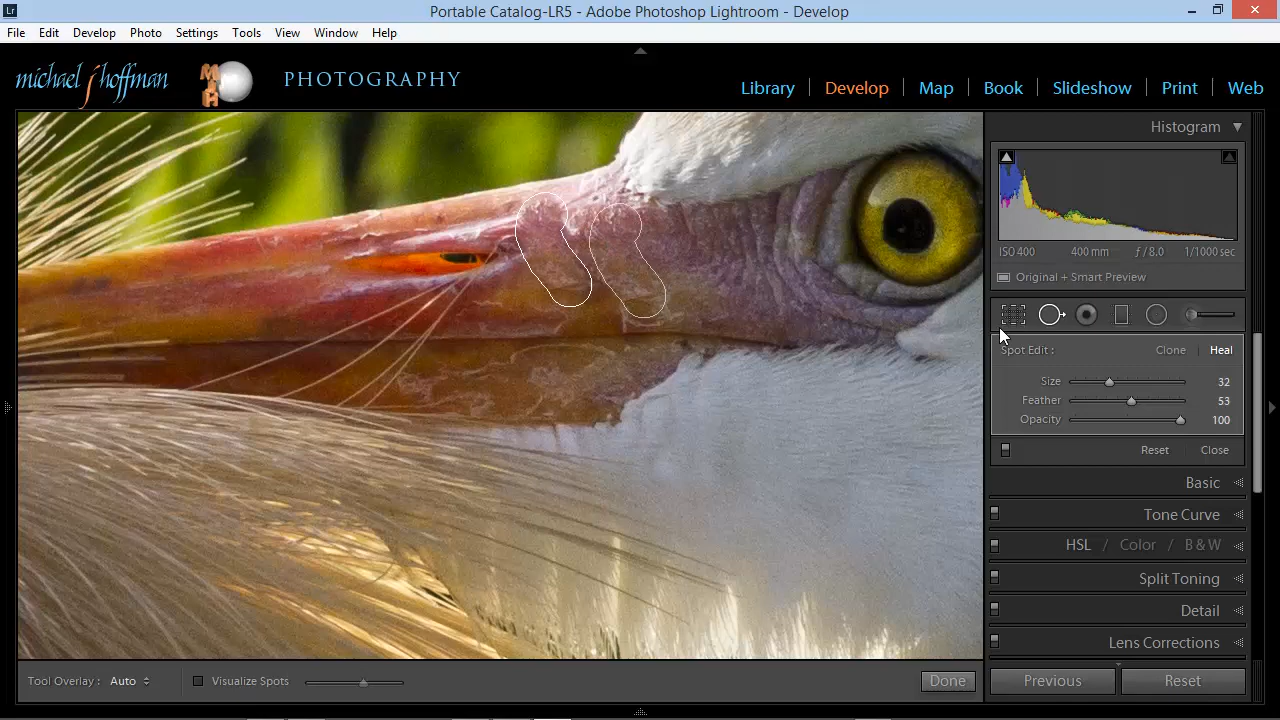 Lr
Portable Catalog-LR5 - Adobe Photoshop Lightroom - Develop
File Edit Develop Photo Settings Tools View Window Help
michael j hoffman MJH PHOTOGRAPHY
Library | Develop | Map | Book | Slideshow | Print | Web
Histogram
ISO 400 400 mm ƒ / 8.0 1/1000 sec
Original + Smart Preview
Spot Edit : Clone | Heal
Size 32
Feather 53
Opacity 100
Reset Close
Basic
Tone Curve
HSL / Color / B & W
Split Toning
Detail
Lens Corrections
Tool Overlay : Auto Visualize Spots Done Previous Reset